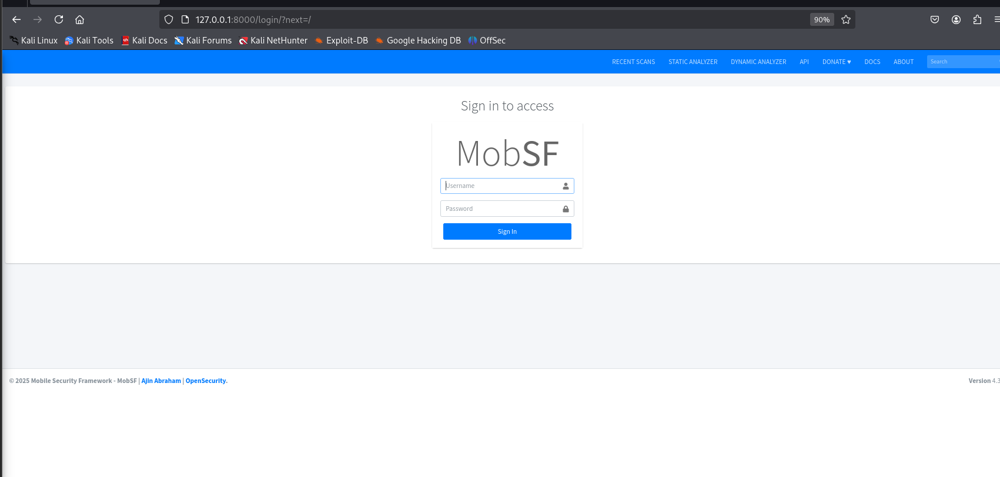 127.0.0.1:8000/login/?next=/
90%
Kali Linux Kali Tools Kali Docs Kali Forums Kali NetHunter Exploit-DB Google Hacking DB OffSec
RECENT SCANS STATIC ANALYZER DYNAMIC ANALYZER API DONATE ♥ DOCS ABOUT Search
Sign in to access
MobSF
Username
Password
Sign In
© 2025 Mobile Security Framework - MobSF | Ajin Abraham | OpenSecurity.
Version 4.3